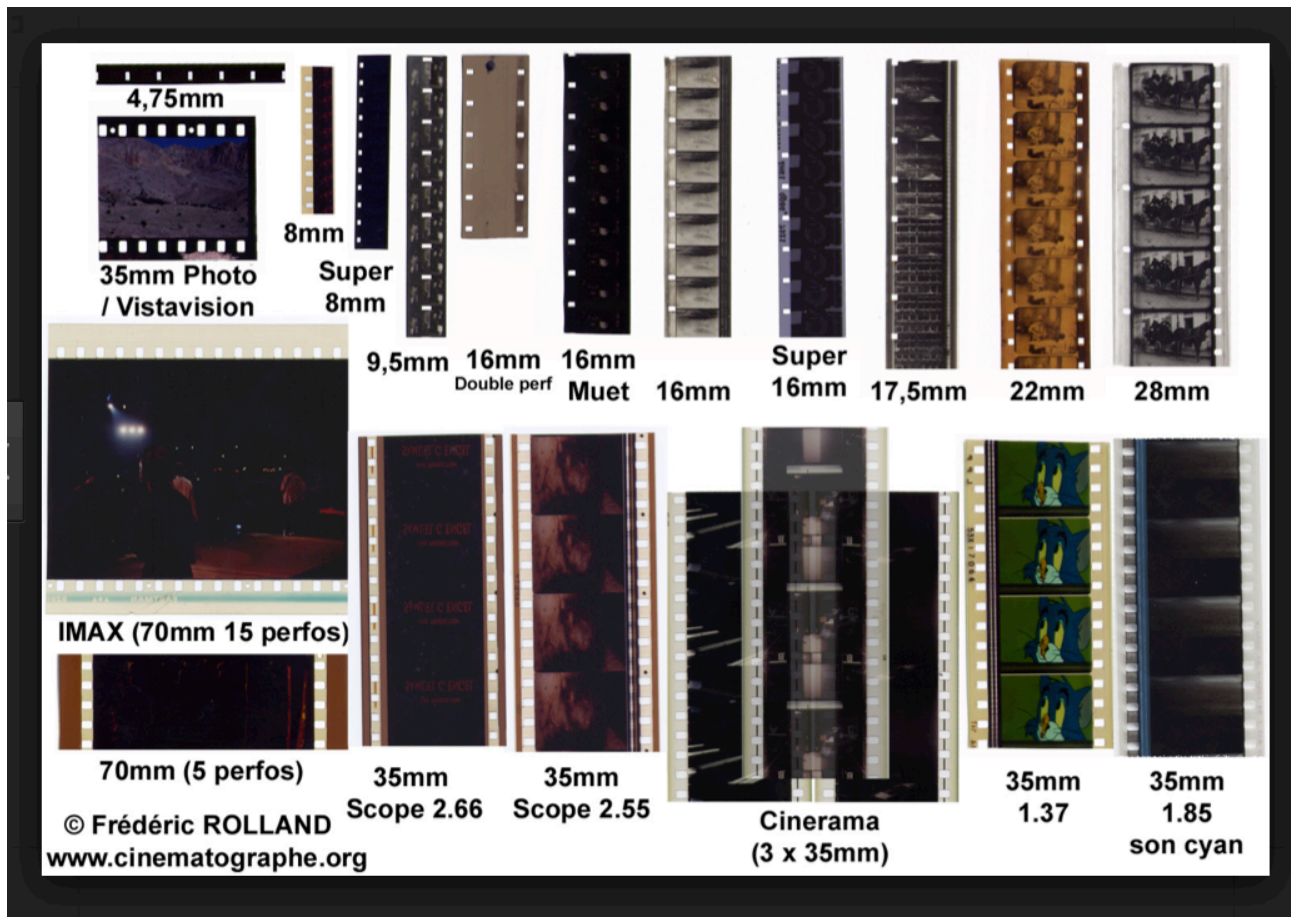 4,75mm
35mm Photo
/ Vistavision
8mm
Super
8mm
9,5mm
16mm
Double perf
16mm
Muet
16mm
Super
16mm
17,5mm
22mm
28mm
IMAX (70mm 15 perfos)
70mm (5 perfos)
35mm
Scope 2.66
35mm
Scope 2.55
Cinerama
(3 x 35mm)
35mm
1.37
35mm
1.85
son cyan
© Frédéric ROLLAND
www.cinematographe.org